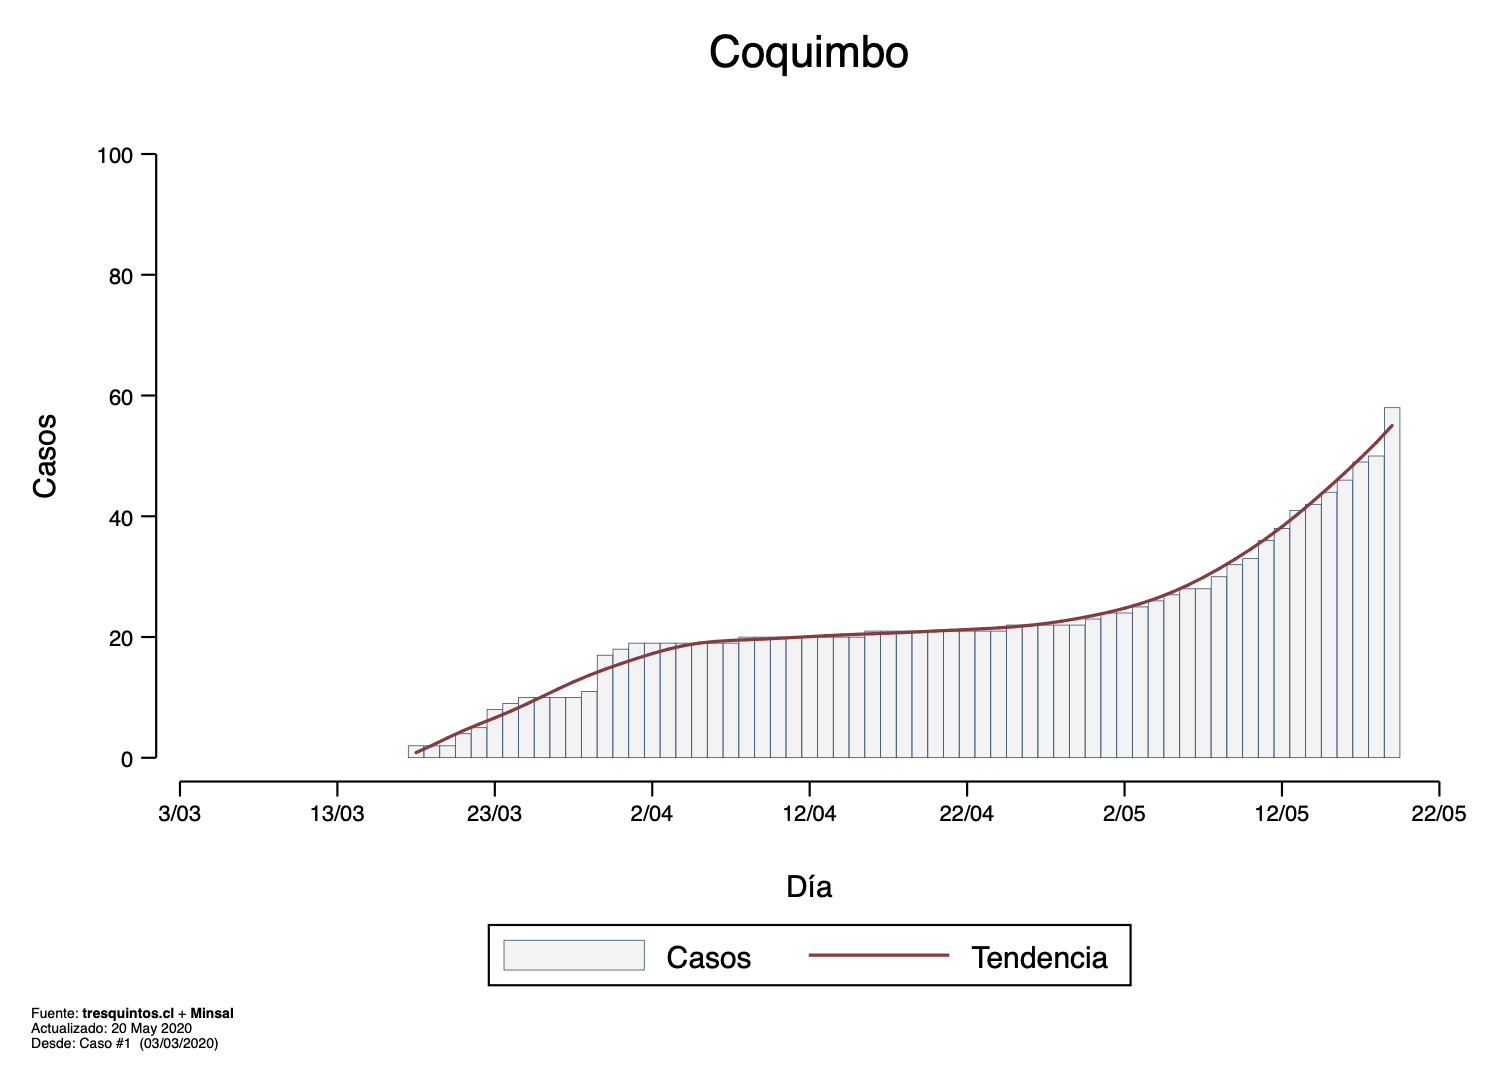 Coquimbo
100
80
60
40
20
0
Casos
3/03 13/03 23/03 2/04 12/04 22/04 2/05 12/05 22/05
Día
Casos Tendencia
Fuente: tresquintos.cl + Minsal
Actualizado: 20 May 2020
Desde: Caso #1 (03/03/2020)